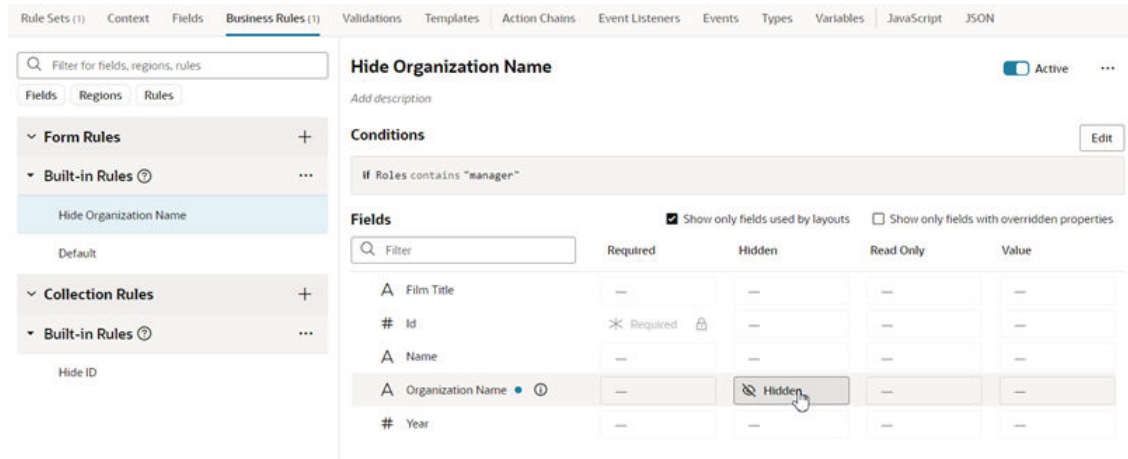 Rule Sets (1) Context Fields Business Rules (1) Validations Templates Action Chains Event Listeners Events Types Variables JavaScript JSON
Filter for fields, regions, rules
Fields Regions Rules
Form Rules
Built-in Rules
Hide Organization Name
Default
Collection Rules
Built-in Rules
Hide ID
Hide Organization Name
Active
Add description
Conditions
Edit
if Roles contains "manager"
Fields
Show only fields used by layouts
Show only fields with overridden properties
Filter
Required Hidden Read Only Value
A Film Title — — — —
# Id Required — — —
A Name — — — —
A Organization Name — Hidden — —
# Year — — — —